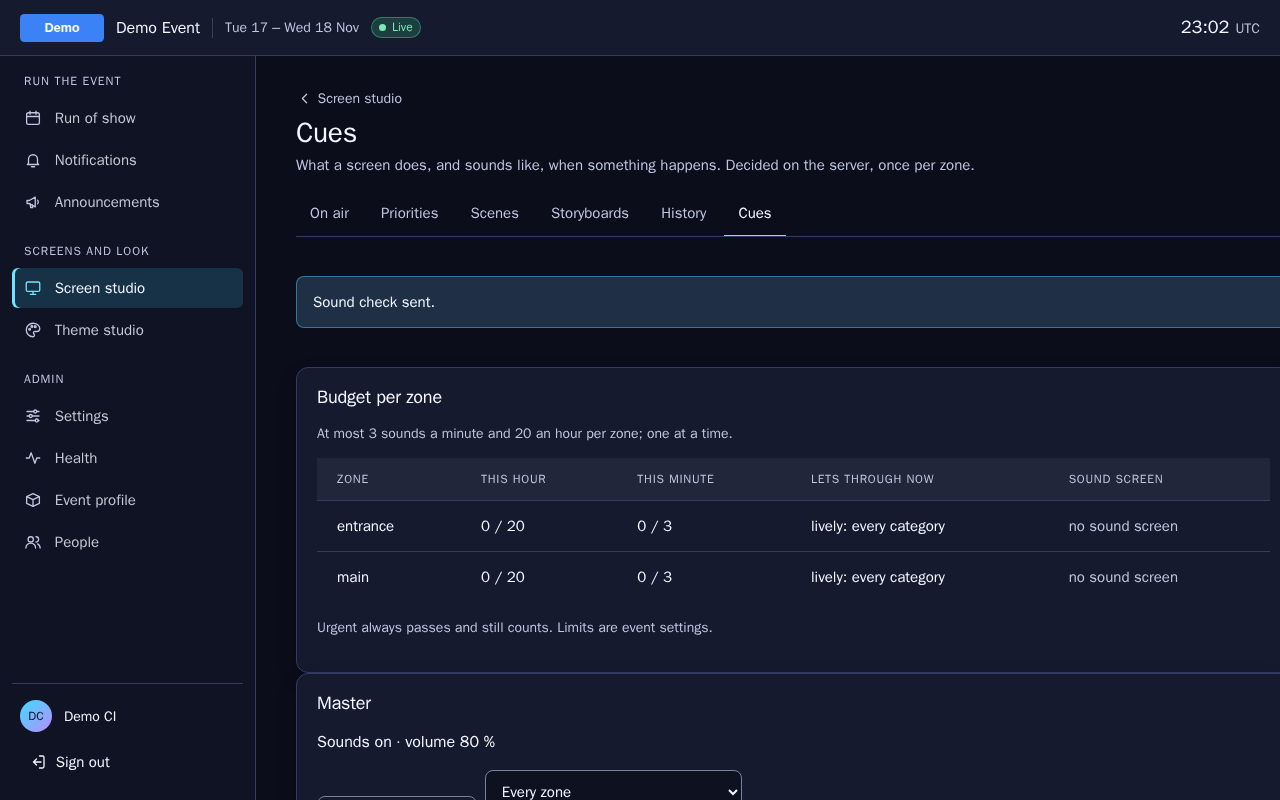 Demo
Demo Event
Tue 17 – Wed 18 Nov
Live
23:02 UTC
RUN THE EVENT
Run of show
Notifications
Announcements
SCREENS AND LOOK
Screen studio
Theme studio
ADMIN
Settings
Health
Event profile
People
DC
Demo CI
Sign out
Screen studio
Cues
What a screen does, and sounds like, when something happens. Decided on the server, once per zone.
On air Priorities Scenes Storyboards History Cues
Sound check sent.
Budget per zone
At most 3 sounds a minute and 20 an hour per zone; one at a time.
ZONE THIS HOUR THIS MINUTE LETS THROUGH NOW SOUND SCREEN
entrance 0 / 20 0 / 3 lively: every category no sound screen
main 0 / 20 0 / 3 lively: every category no sound screen
Urgent always passes and still counts. Limits are event settings.
Master
Sounds on · volume 80 %
Every zone